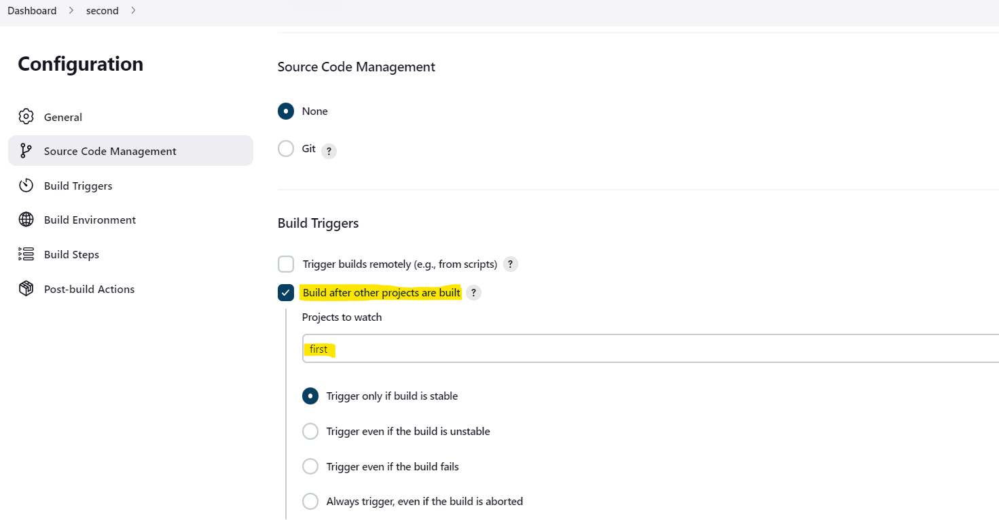 Dashboard > second >
Configuration
General
Source Code Management
Build Triggers
Build Environment
Build Steps
Post-build Actions
Source Code Management
None
Git ?
Build Triggers
Trigger builds remotely (e.g., from scripts) ?
Build after other projects are built ?
Projects to watch
first
Trigger only if build is stable
Trigger even if the build is unstable
Trigger even if the build fails
Always trigger, even if the build is aborted